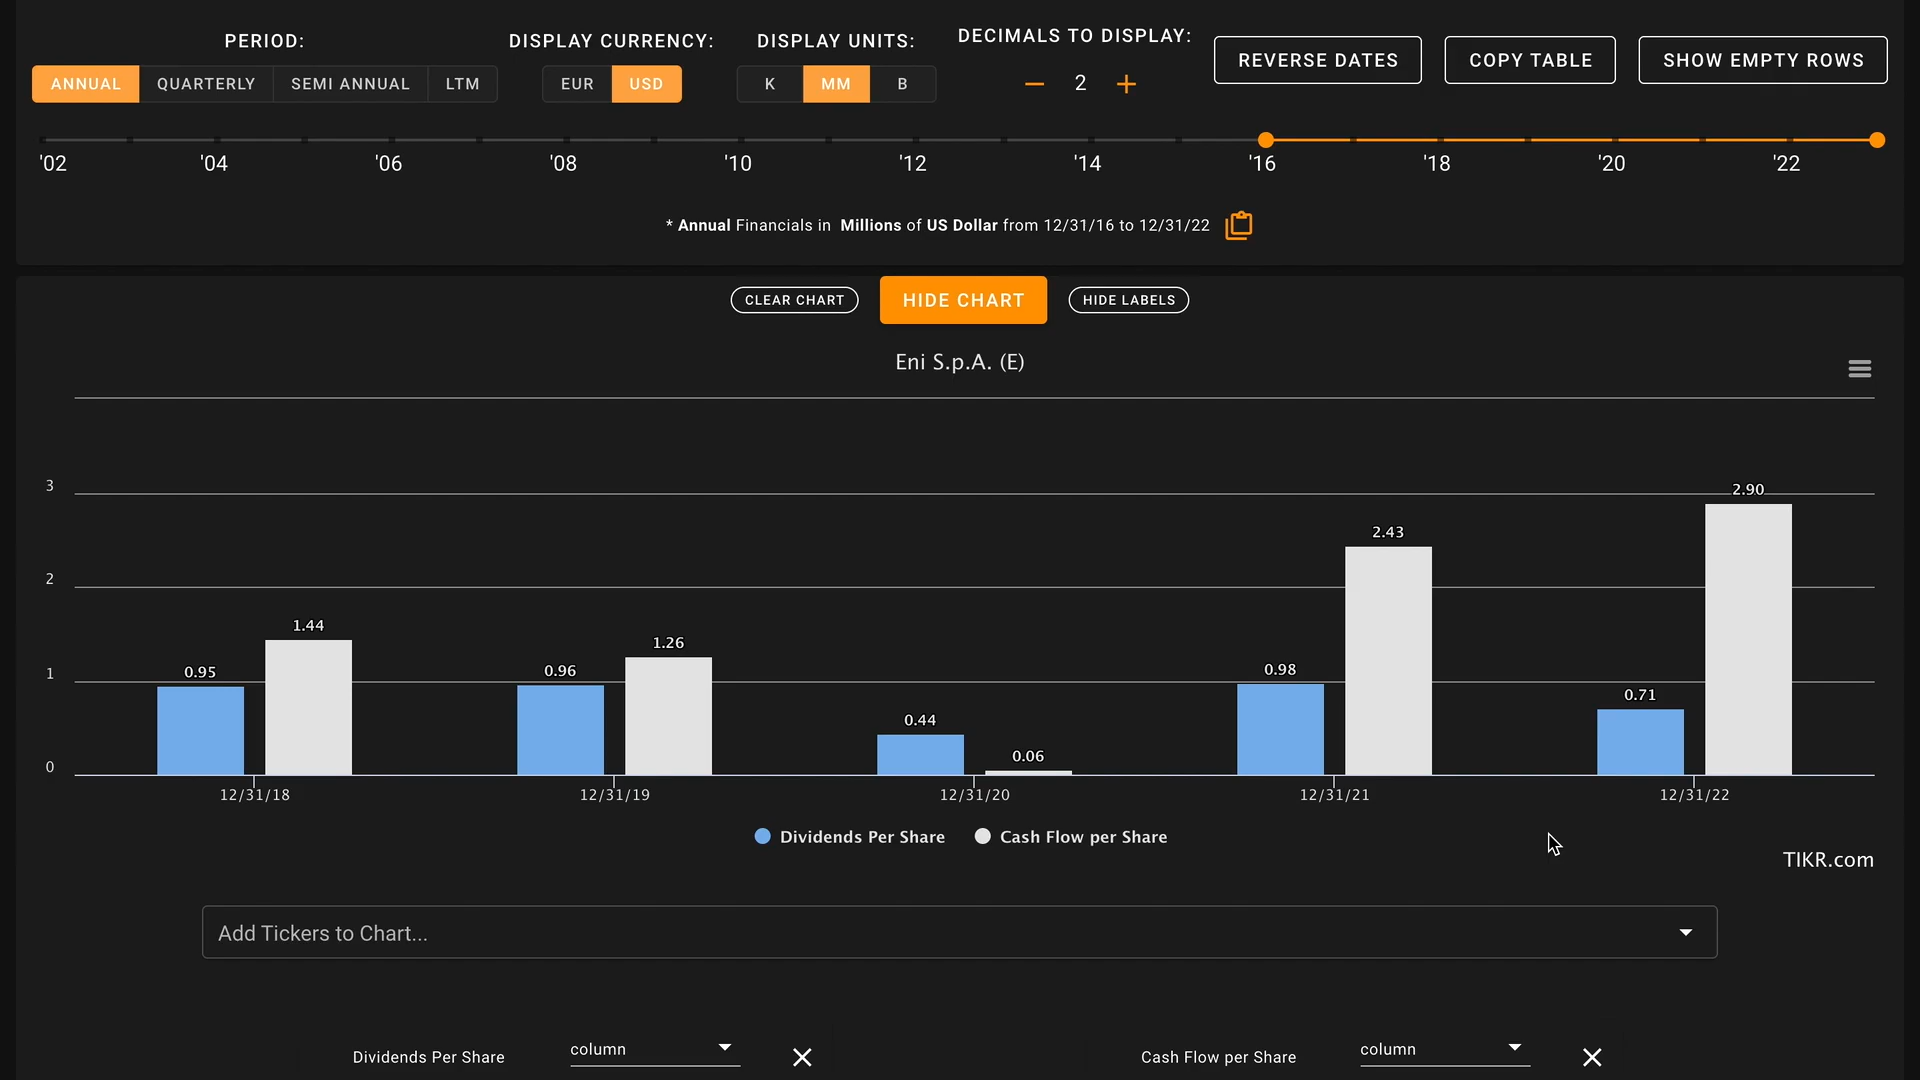 PERIOD:
DISPLAY CURRENCY:
DISPLAY UNITS:
DECIMALS TO DISPLAY:
ANNUAL QUARTERLY SEMI ANNUAL LTM
EUR USD
K MM B
2
REVERSE DATES
COPY TABLE
SHOW EMPTY ROWS
'02 '04 '06 '08 '10 '12 '14 '16 '18 '20 '22
* Annual Financials in Millions of US Dollar from 12/31/16 to 12/31/22
CLEAR CHART HIDE CHART HIDE LABELS
Eni S.p.A. (E)
3
2
1
0
0.95 1.44
0.96 1.26
0.44 0.06
0.98 2.43
0.71 2.90
12/31/18 12/31/19 12/31/20 12/31/21 12/31/22
Dividends Per Share Cash Flow per Share
TIKR.com
Add Tickers to Chart...
Dividends Per Share column
Cash Flow per Share column